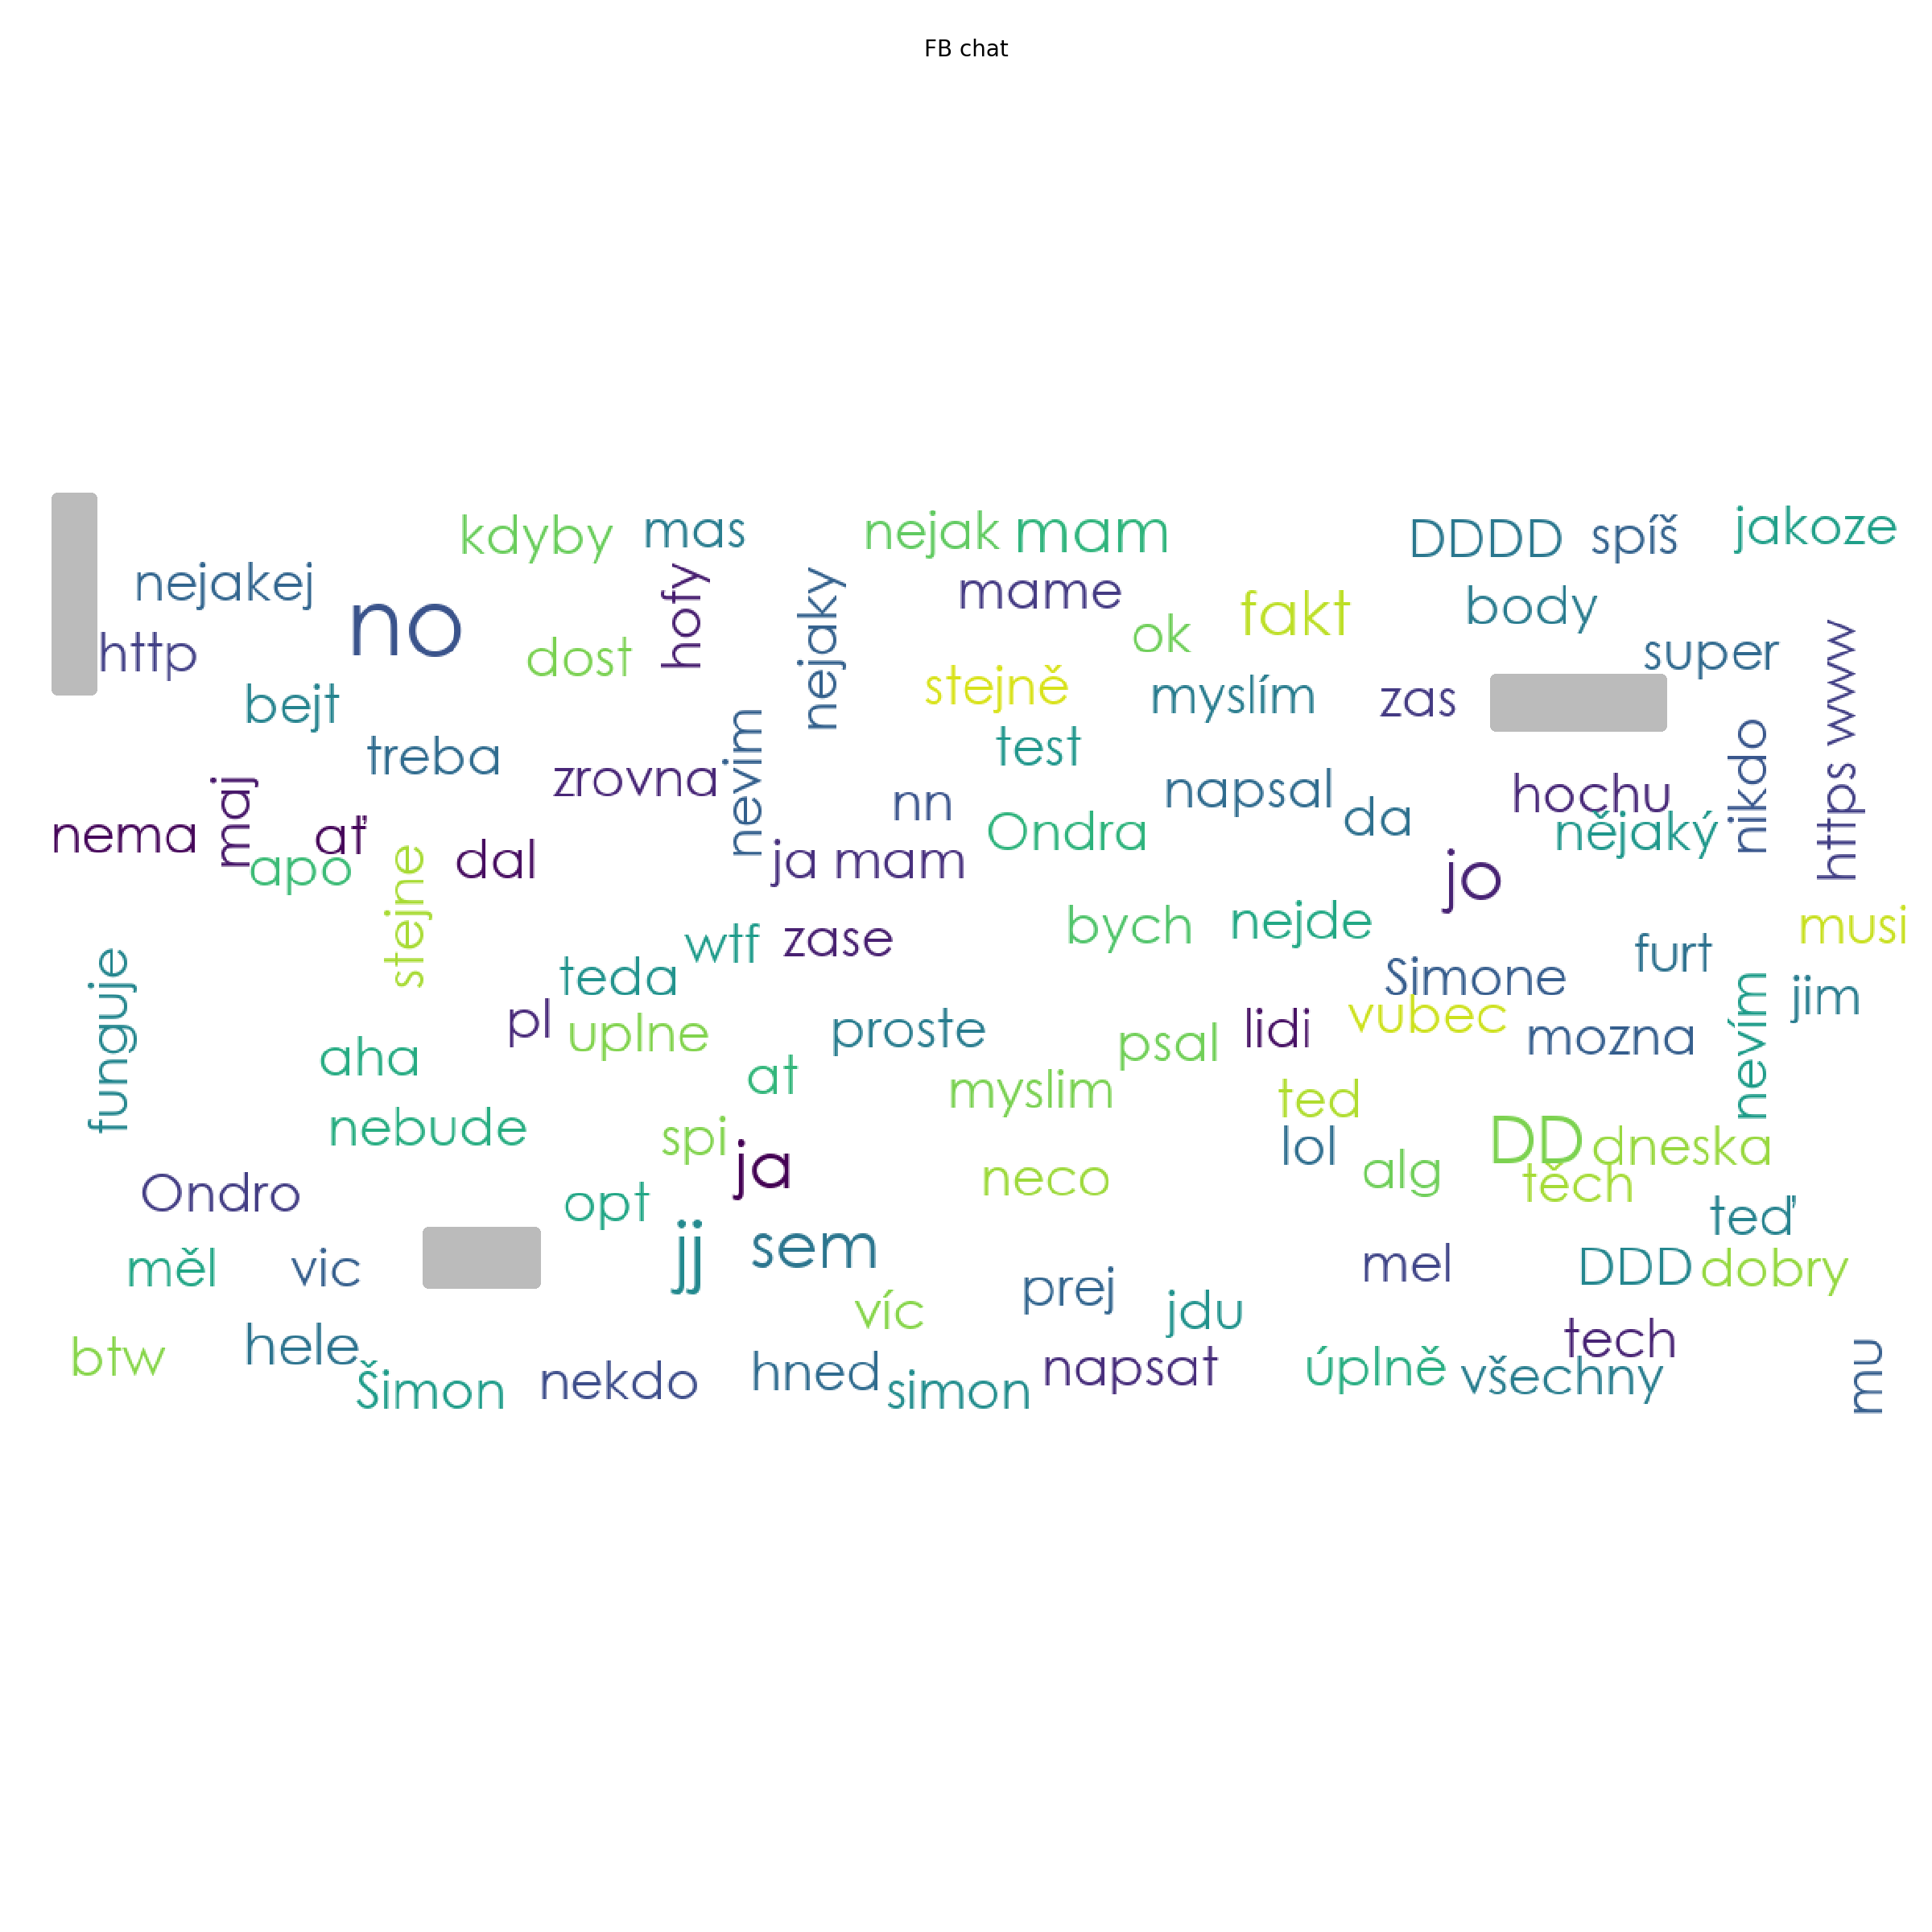 FB chat
kdyby
mas
nejak
mam
DDDD
spíš
jakoze
nejakej
no
hofy
nejaky
mame
fakt
body
http
dost
ok
super
https www
bejt
stejně
myslím
zas
treba
zrovna
nevim
test
napsal
da
hochu
nikdo
nema
maj
ať
apo
stejne
dal
nn
ja mam
Ondra
nějaký
jo
wtf
zase
bych
nejde
furt
musi
funguje
teda
Simone
jim
pl
uplne
proste
psal
lidi
vubec
mozna
nevím
aha
at
myslim
ted
nebude
spi
ja
lol
DD
dneska
neco
alg
těch
Ondro
opt
teď
měl
vic
jj
sem
prej
mel
DDD
dobry
víc
jdu
btw
hele
Šimon
nekdo
hned
simon
napsat
úplně
tech
všechny
mu